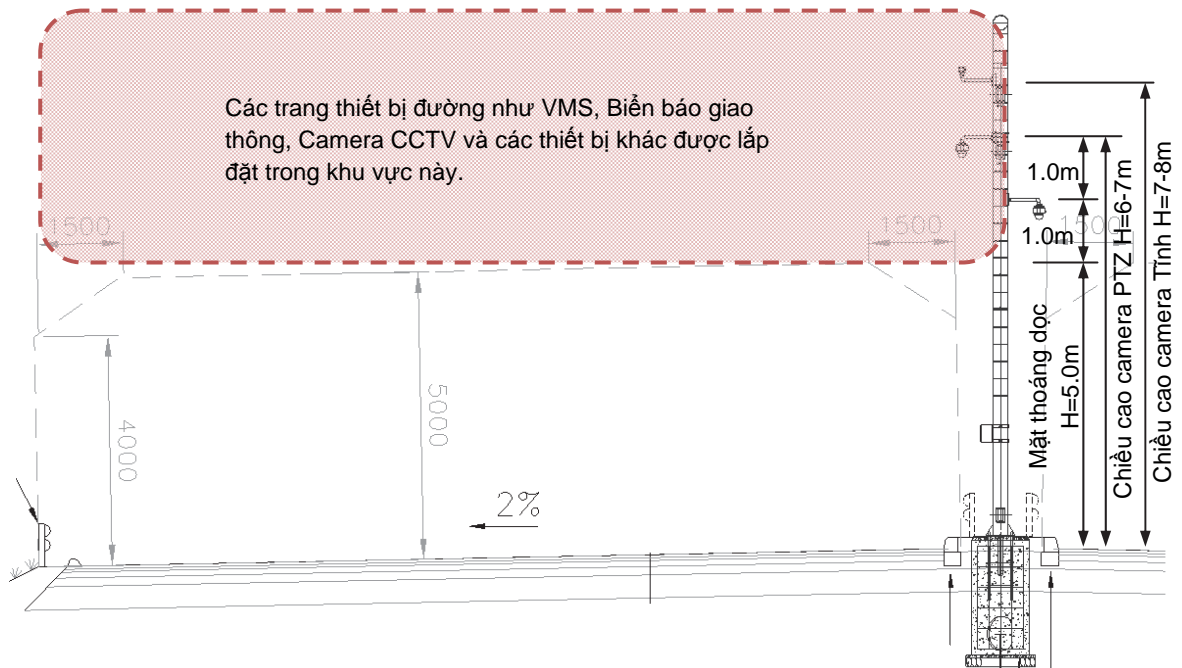 Các trang thiết bị đường như VMS, Biển báo giao
thông, Camera CCTV và các thiết bị khác được lắp
đặt trong khu vực này.
1500
1500
1500
1.0m
1.0m
Mặt thoáng dọc
H=5.0m
Chiều cao camera PTZ H=6-7m
Chiều cao camera Tĩnh H=7-8m
4000
5000
2%